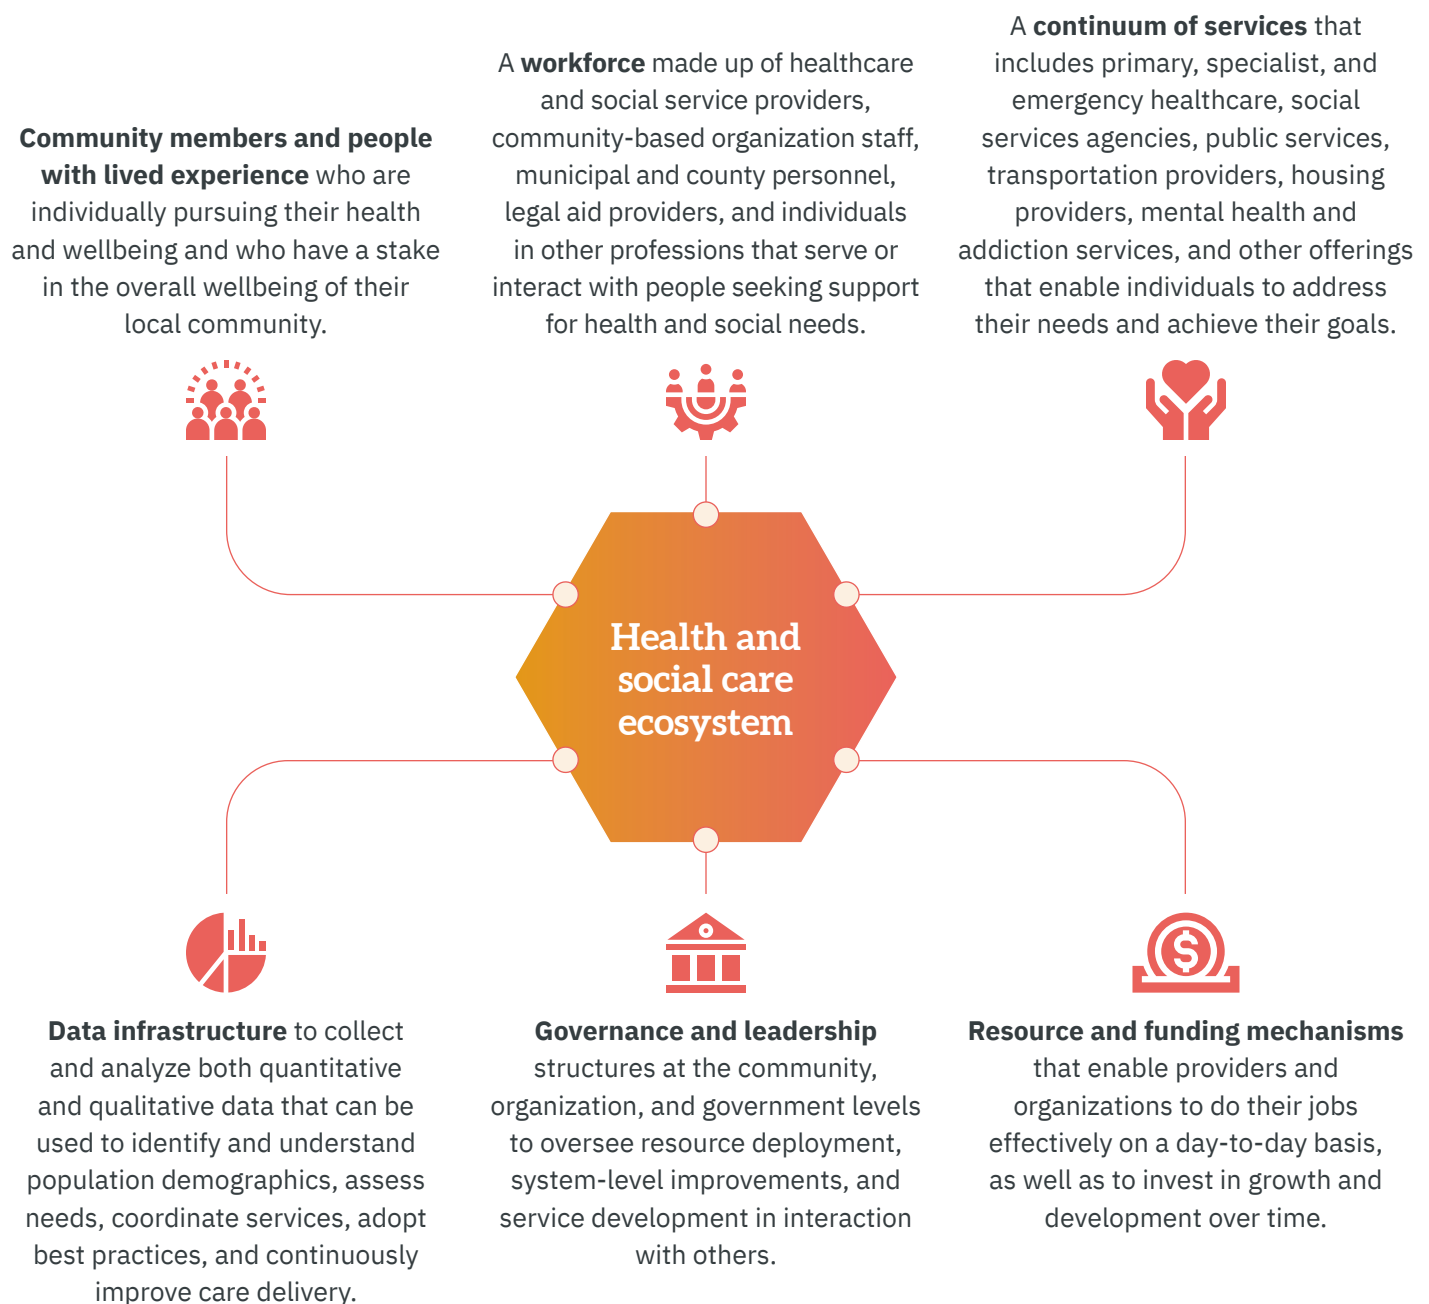 Community members and people
with lived experience who are
individually pursuing their health
and wellbeing and who have a stake
in the overall wellbeing of their
local community.
A workforce made up of healthcare
and social service providers,
community-based organization staff,
municipal and county personnel,
legal aid providers, and individuals
in other professions that serve or
interact with people seeking support
for health and social needs.
A continuum of services that
includes primary, specialist, and
emergency healthcare, social
services agencies, public services,
transportation providers, housing
providers, mental health and
addiction services, and other offerings
that enable individuals to address
their needs and achieve their goals.
Health and
social care
ecosystem
$
Data infrastructure to collect
and analyze both quantitative
and qualitative data that can be
used to identify and understand
population demographics, assess
needs, coordinate services, adopt
best practices, and continuously
improve care delivery.
Governance and leadership
structures at the community,
organization, and government levels
to oversee resource deployment,
system-level improvements, and
service development in interaction
with others.
Resource and funding mechanisms
that enable providers and
organizations to do their jobs
effectively on a day-to-day basis,
as well as to invest in growth and
development over time.